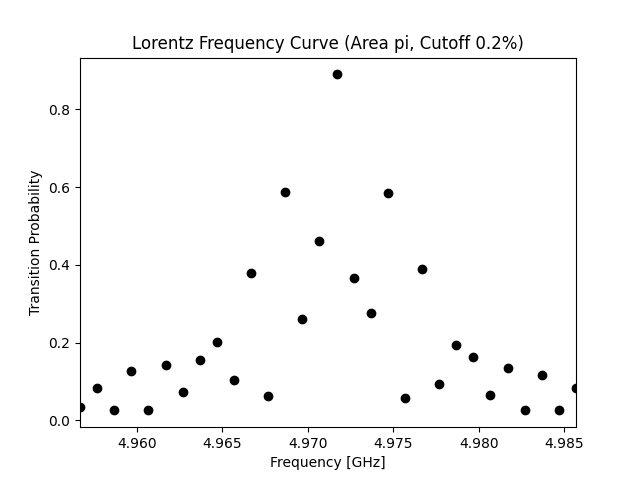 Lorentz Frequency Curve (Area pi, Cutoff 0.2%)
Transition Probability
0.8
0.6
0.4
0.2
0.0
4.960 4.965 4.970 4.975 4.980 4.985
Frequency [GHz]